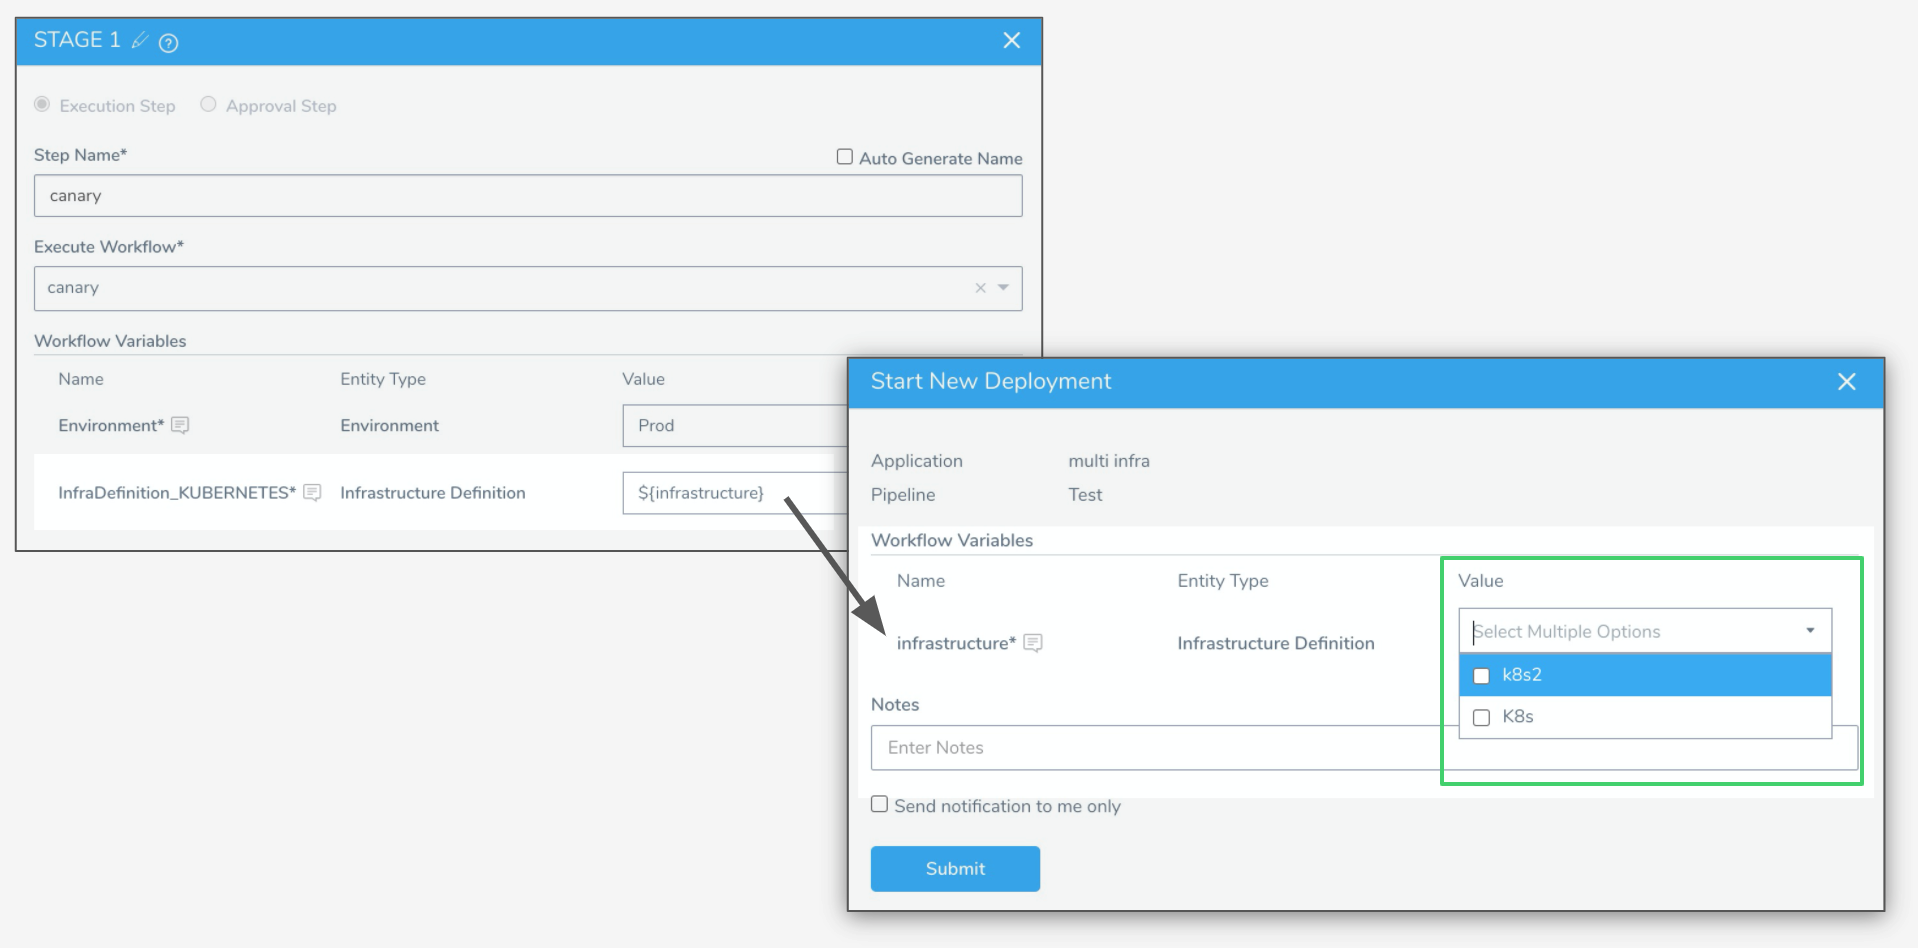 STAGE 1
Execution Step Approval Step
Step Name*
Auto Generate Name
canary
Execute Workflow*
canary
Workflow Variables
Name Entity Type Value
Environment* Environment Prod
InfraDefinition_KUBERNETES* Infrastructure Definition ${infrastructure}
Start New Deployment
Application multi infra
Pipeline Test
Workflow Variables
Name Entity Type Value
infrastructure* Infrastructure Definition Select Multiple Options
k8s2
K8s
Notes
Enter Notes
Send notification to me only
Submit